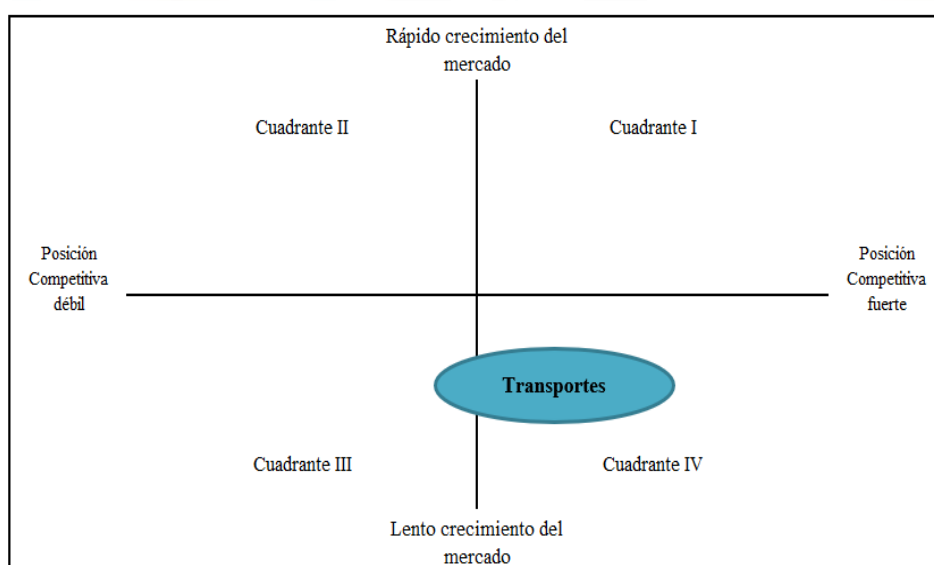 Rápido crecimiento del
mercado
Cuadrante II
Cuadrante I
Posición
Competitiva
débil
Posición
Competitiva
fuerte
Transportes
Cuadrante III
Cuadrante IV
Lento crecimiento del
mercado